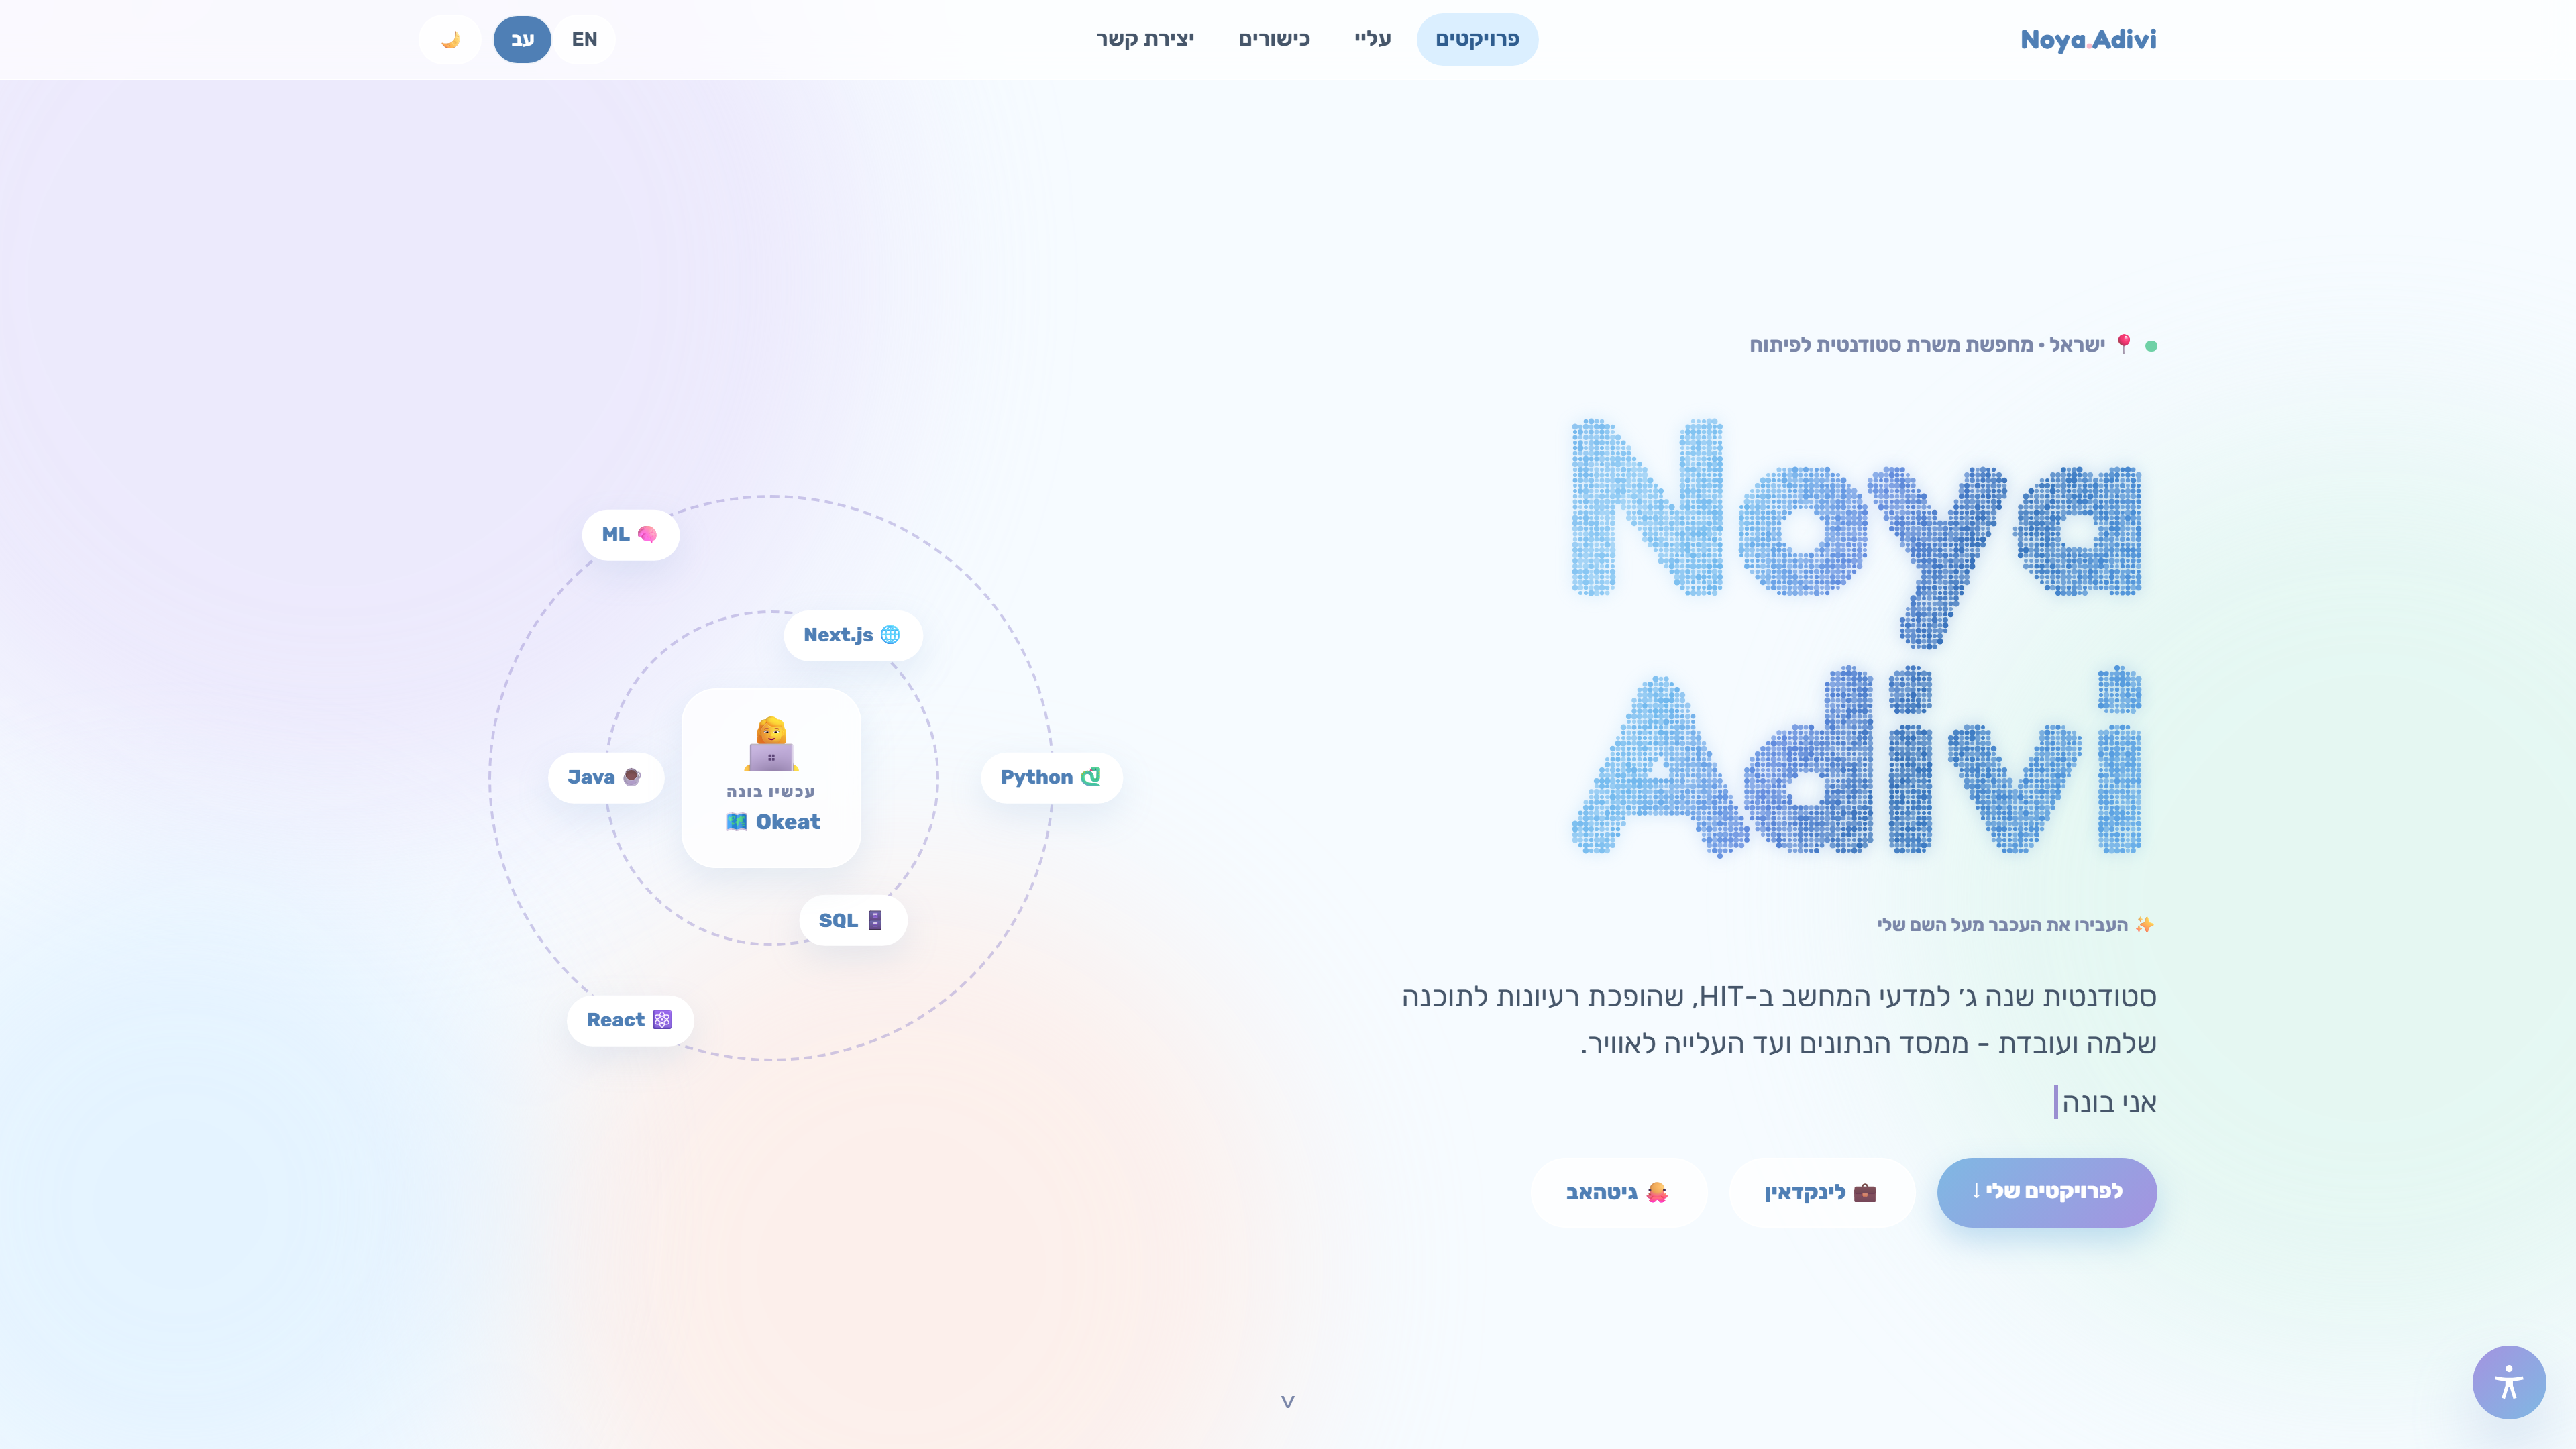 Noya.Adivi
פרויקטים
עליי
כישורים
יצירת קשר
EN
עב
ישראל • מחפשת משרת סטודנטית לפיתוח
Noya
Adivi
העבירו את העכבר מעל השם שלי
סטודנטית שנה ג׳ למדעי המחשב ב-HIT, שהופכת רעיונות לתוכנה
שלמה ועובדת - ממסד הנתונים ועד העלייה לאוויר.
אני בונה
לפרויקטים שלי ↓
לינקדאין
גיטהאב
ML
Next.js
Java
Python
עכשיו בונה
Okeat
SQL
React